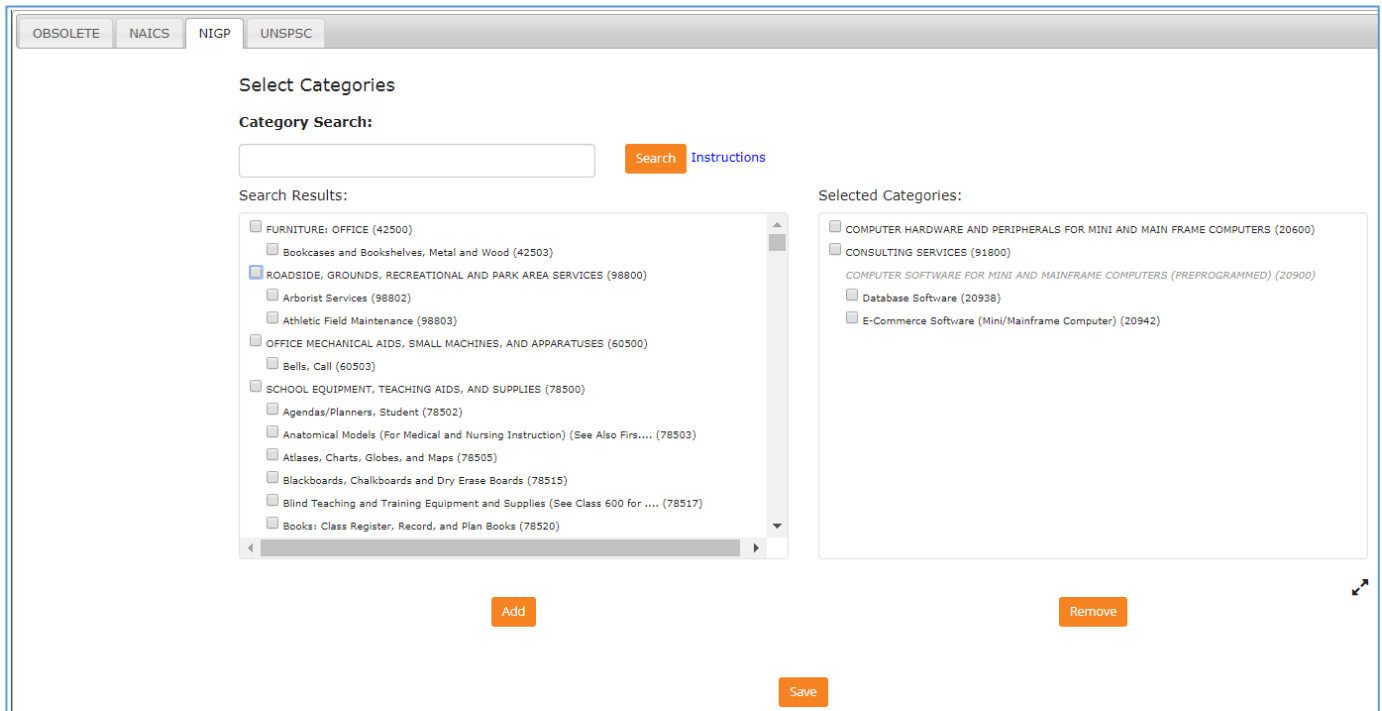 OBSOLETE NAICS NIGP UNSPSC
Select Categories
Category Search:
Search Instructions
Search Results:
FURNITURE: OFFICE (42500)
Bookcases and Bookshelves, Metal and Wood (42503)
ROADSIDE, GROUNDS, RECREATIONAL AND PARK AREA SERVICES (98800)
Arborist Services (98802)
Athletic Field Maintenance (98803)
OFFICE MECHANICAL AIDS, SMALL MACHINES, AND APPARATUSES (60500)
Bells, Call (60503)
SCHOOL EQUIPMENT, TEACHING AIDS, AND SUPPLIES (78500)
Agendas/Planners, Student (78502)
Anatomical Models (For Medical and Nursing Instruction) (See Also Firs.... (78503)
Atlases, Charts, Globes, and Maps (78505)
Blackboards, Chalkboards and Dry Erase Boards (78515)
Blind Teaching and Training Equipment and Supplies (See Class 600 for .... (78517)
Books: Class Register, Record, and Plan Books (78520)
Add
Selected Categories:
COMPUTER HARDWARE AND PERIPHERALS FOR MINI AND MAIN FRAME COMPUTERS (20600)
CONSULTING SERVICES (91800)
COMPUTER SOFTWARE FOR MINI AND MAINFRAME COMPUTERS (PREPROGRAMMED) (20900)
Database Software (20938)
E-Commerce Software (Mini/Mainframe Computer) (20942)
Remove
Save